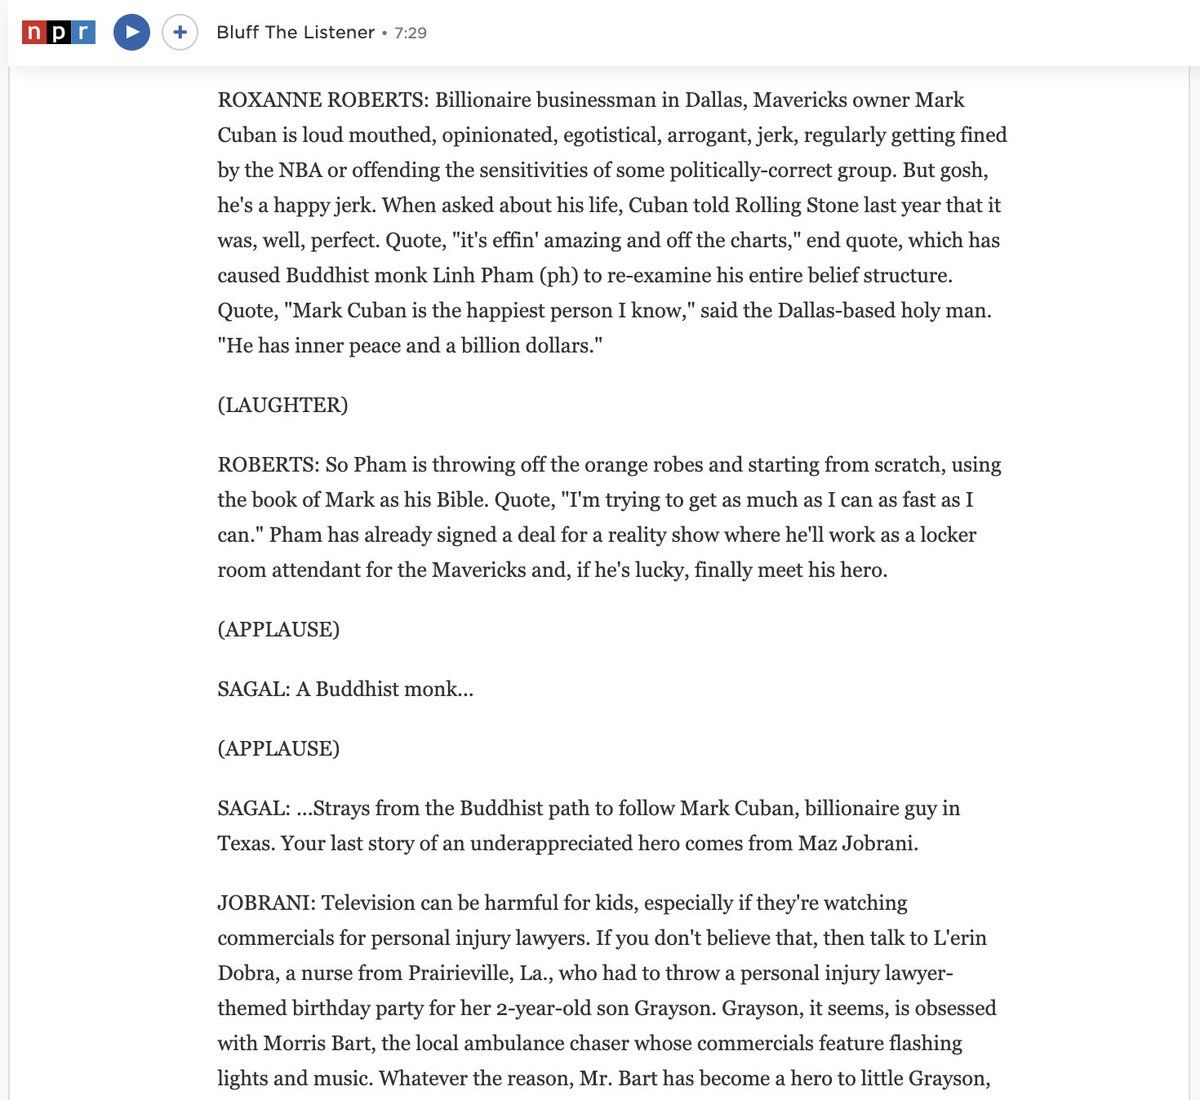 npr Bluff The Listener • 7:29
ROXANNE ROBERTS: Billionaire businessman in Dallas, Mavericks owner Mark
Cuban is loud mouthed, opinionated, egotistical, arrogant, jerk, regularly getting fined
by the NBA or offending the sensitivities of some politically-correct group. But gosh,
he's a happy jerk. When asked about his life, Cuban told Rolling Stone last year that it
was, well, perfect. Quote, "it's effin' amazing and off the charts," end quote, which has
caused Buddhist monk Linh Pham (ph) to re-examine his entire belief structure.
Quote, "Mark Cuban is the happiest person I know," said the Dallas-based holy man.
"He has inner peace and a billion dollars."
(LAUGHTER)
ROBERTS: So Pham is throwing off the orange robes and starting from scratch, using
the book of Mark as his Bible. Quote, "I'm trying to get as much as I can as fast as I
can." Pham has already signed a deal for a reality show where he'll work as a locker
room attendant for the Mavericks and, if he's lucky, finally meet his hero.
(APPLAUSE)
SAGAL: A Buddhist monk...
(APPLAUSE)
SAGAL: ...Strays from the Buddhist path to follow Mark Cuban, billionaire guy in
Texas. Your last story of an underappreciated hero comes from Maz Jobrani.
JOBRANI: Television can be harmful for kids, especially if they're watching
commercials for personal injury lawyers. If you don't believe that, then talk to L'erin
Dobra, a nurse from Prairieville, La., who had to throw a personal injury lawyer-
themed birthday party for her 2-year-old son Grayson. Grayson, it seems, is obsessed
with Morris Bart, the local ambulance chaser whose commercials feature flashing
lights and music. Whatever the reason, Mr. Bart has become a hero to little Grayson,